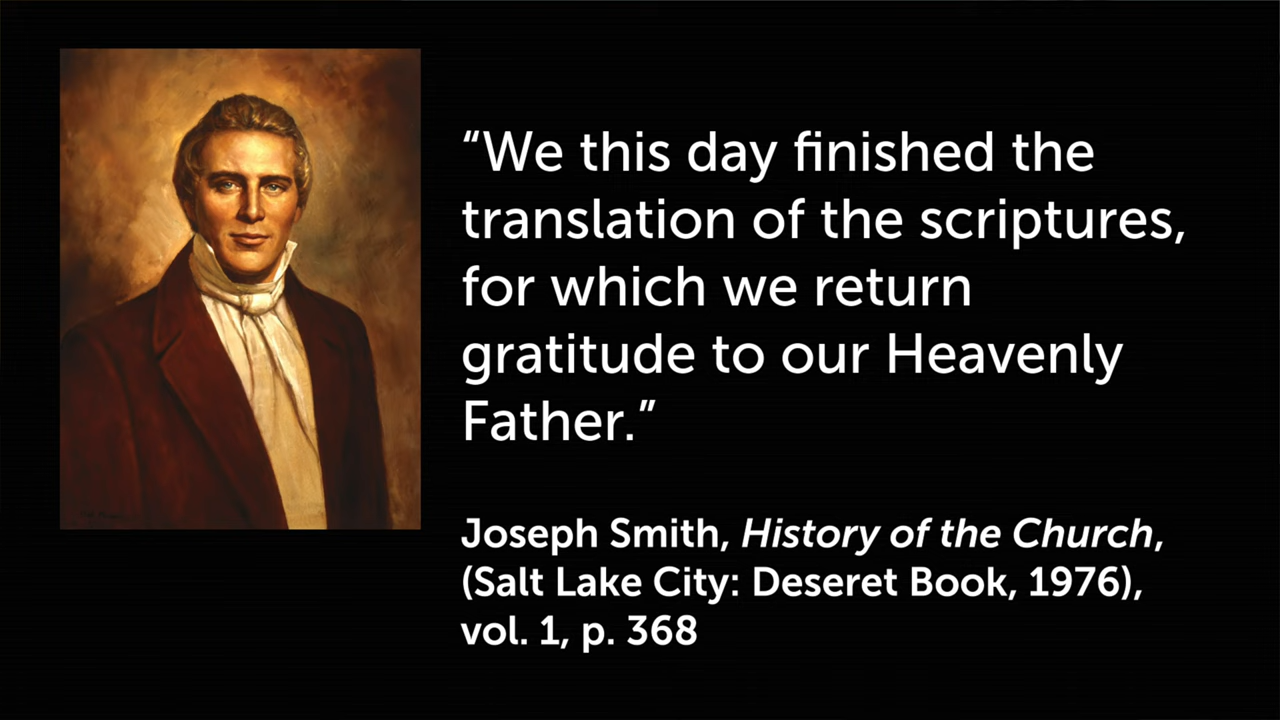 “We this day finished the
translation of the scriptures,
for which we return
gratitude to our Heavenly
Father.”
Joseph Smith, History of the Church,
(Salt Lake City: Deseret Book, 1976),
vol. 1, p. 368